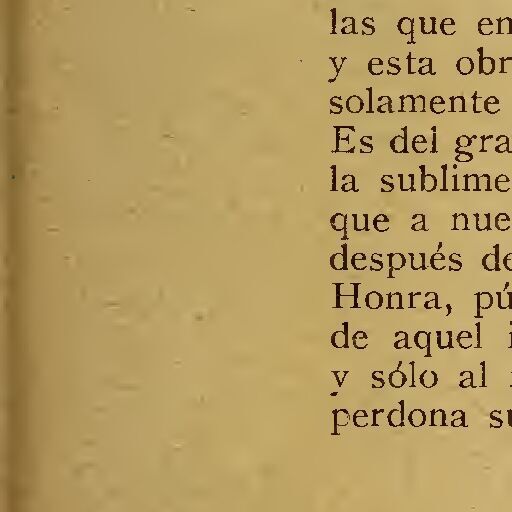 las que en
y esta obr
solamente
Es del gra
la sublime
que a nue
después de
Honra, pú
de aquel i
y sólo al
perdona su